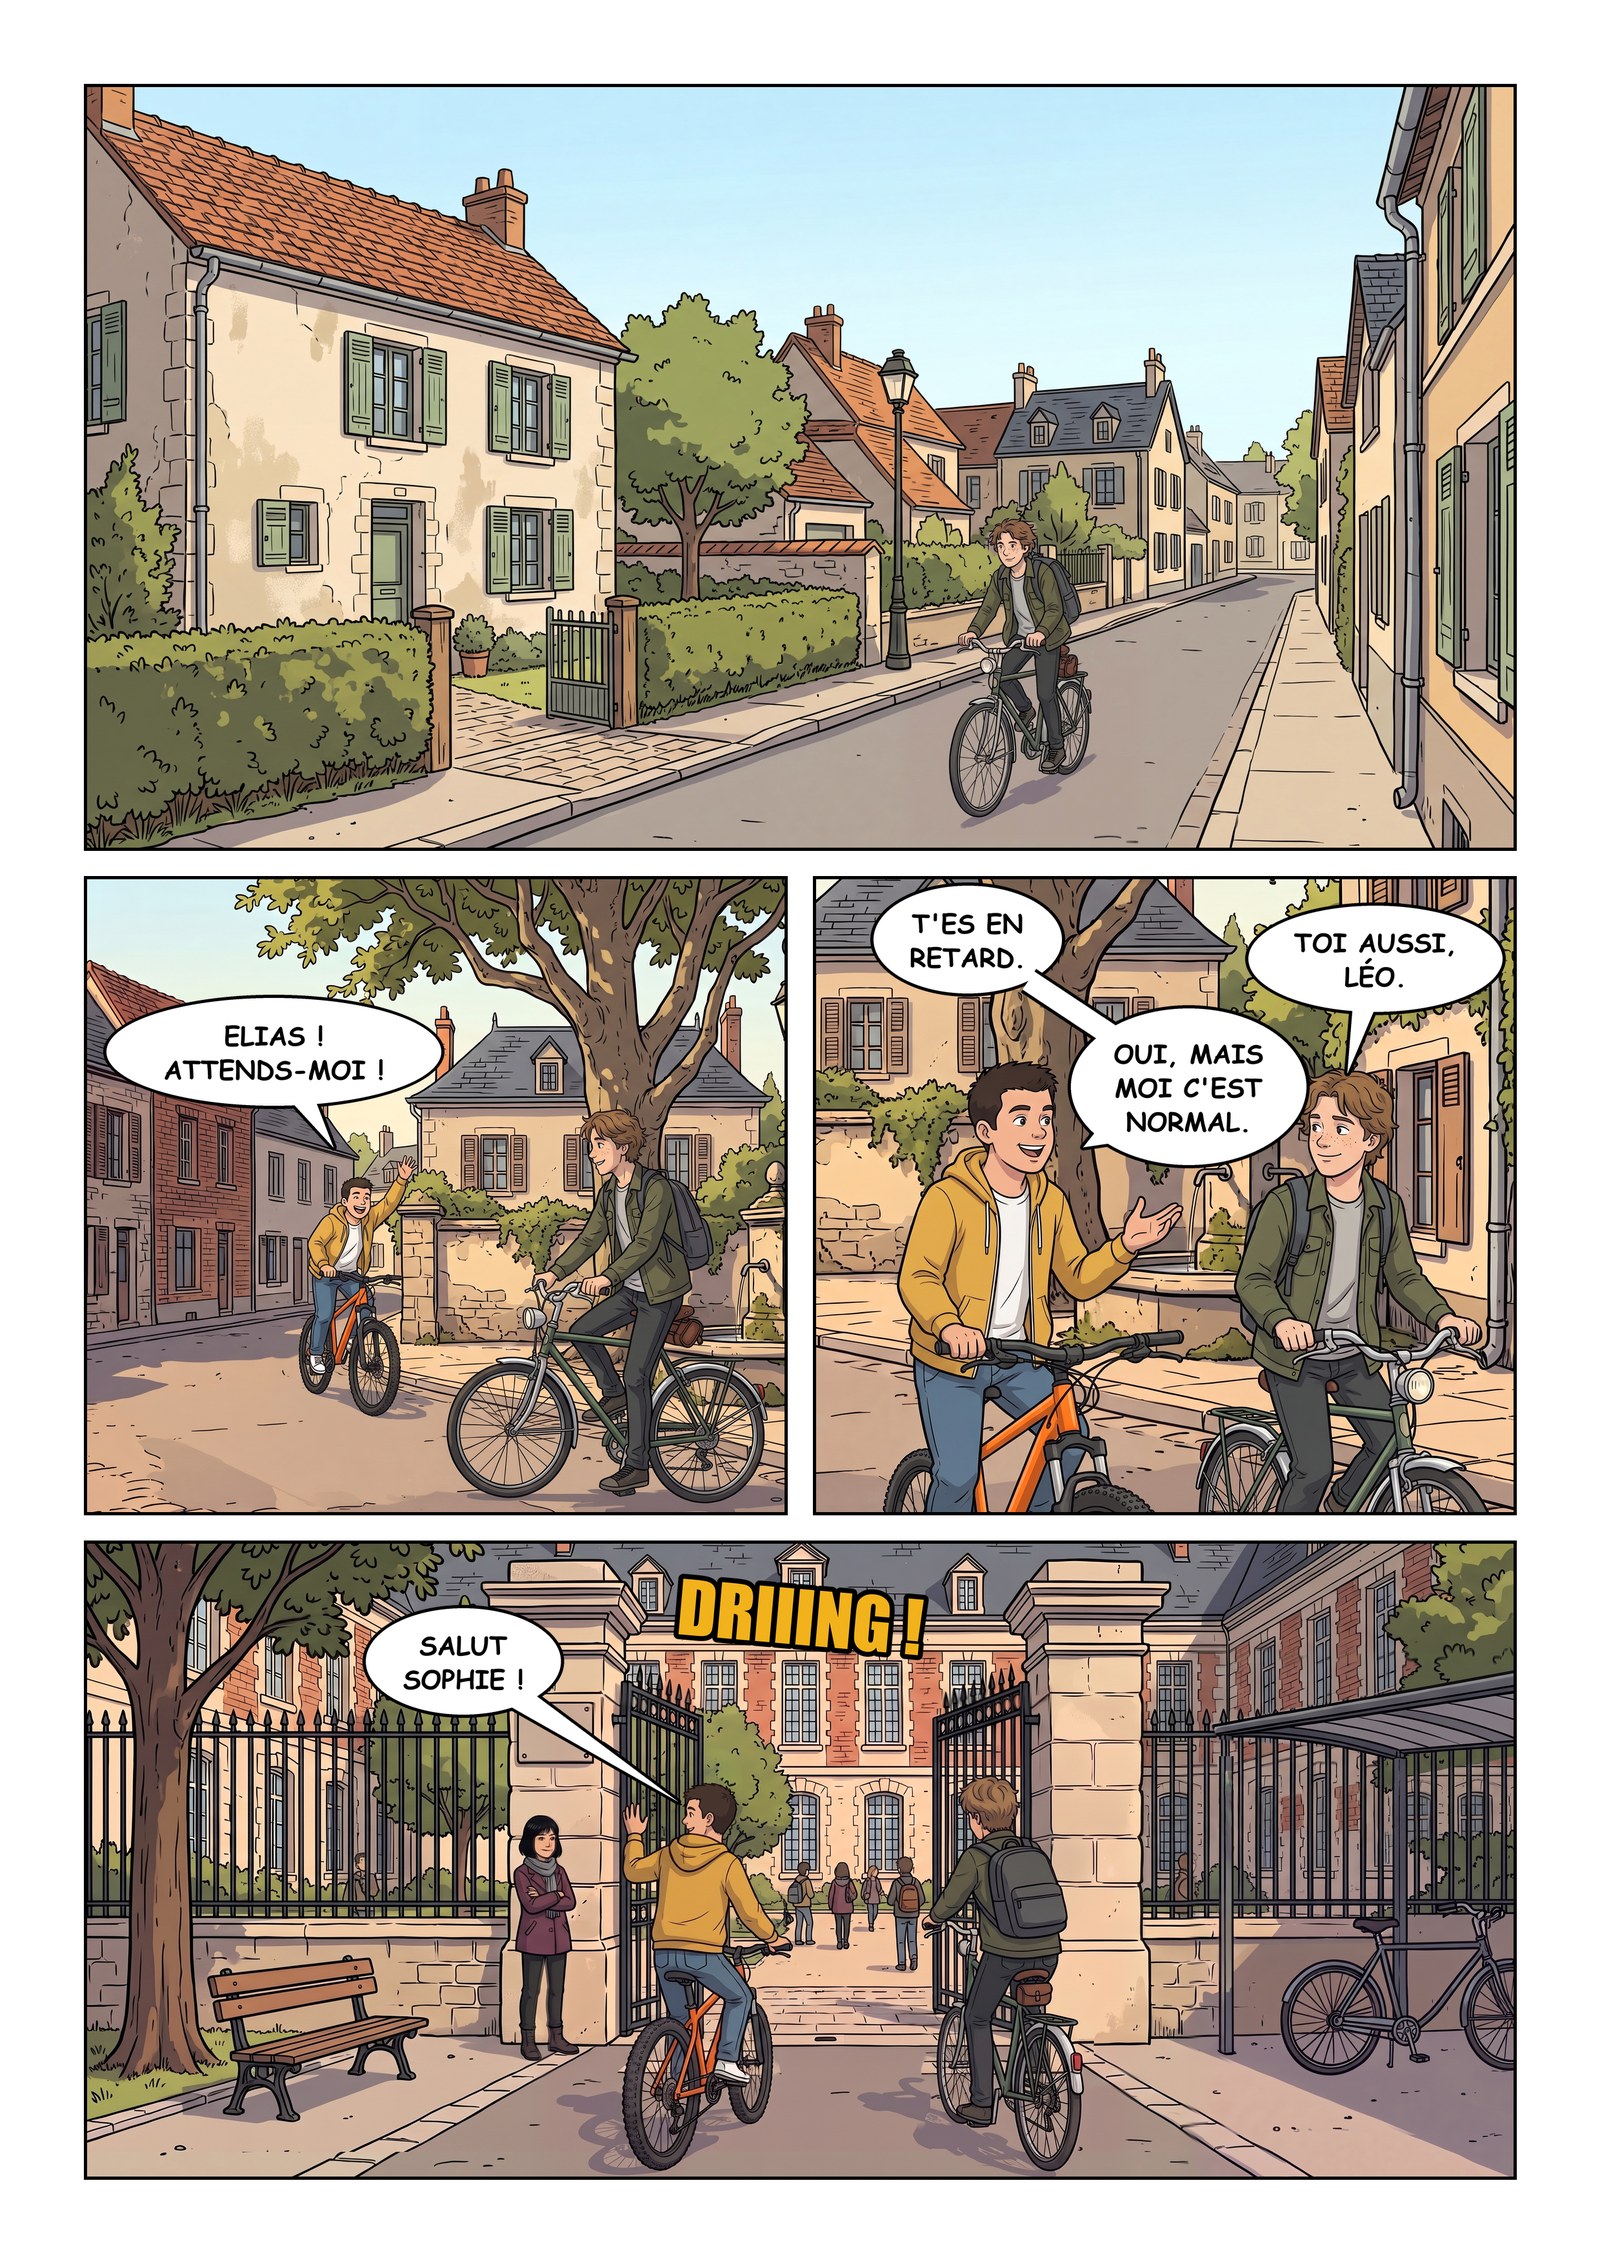 ELIAS !
ATTENDS-MOI !
T'ES EN
RETARD.
TOI AUSSI,
LÉO.
OUI, MAIS
MOI C'EST
NORMAL.
DRIIING !
SALUT
SOPHIE !